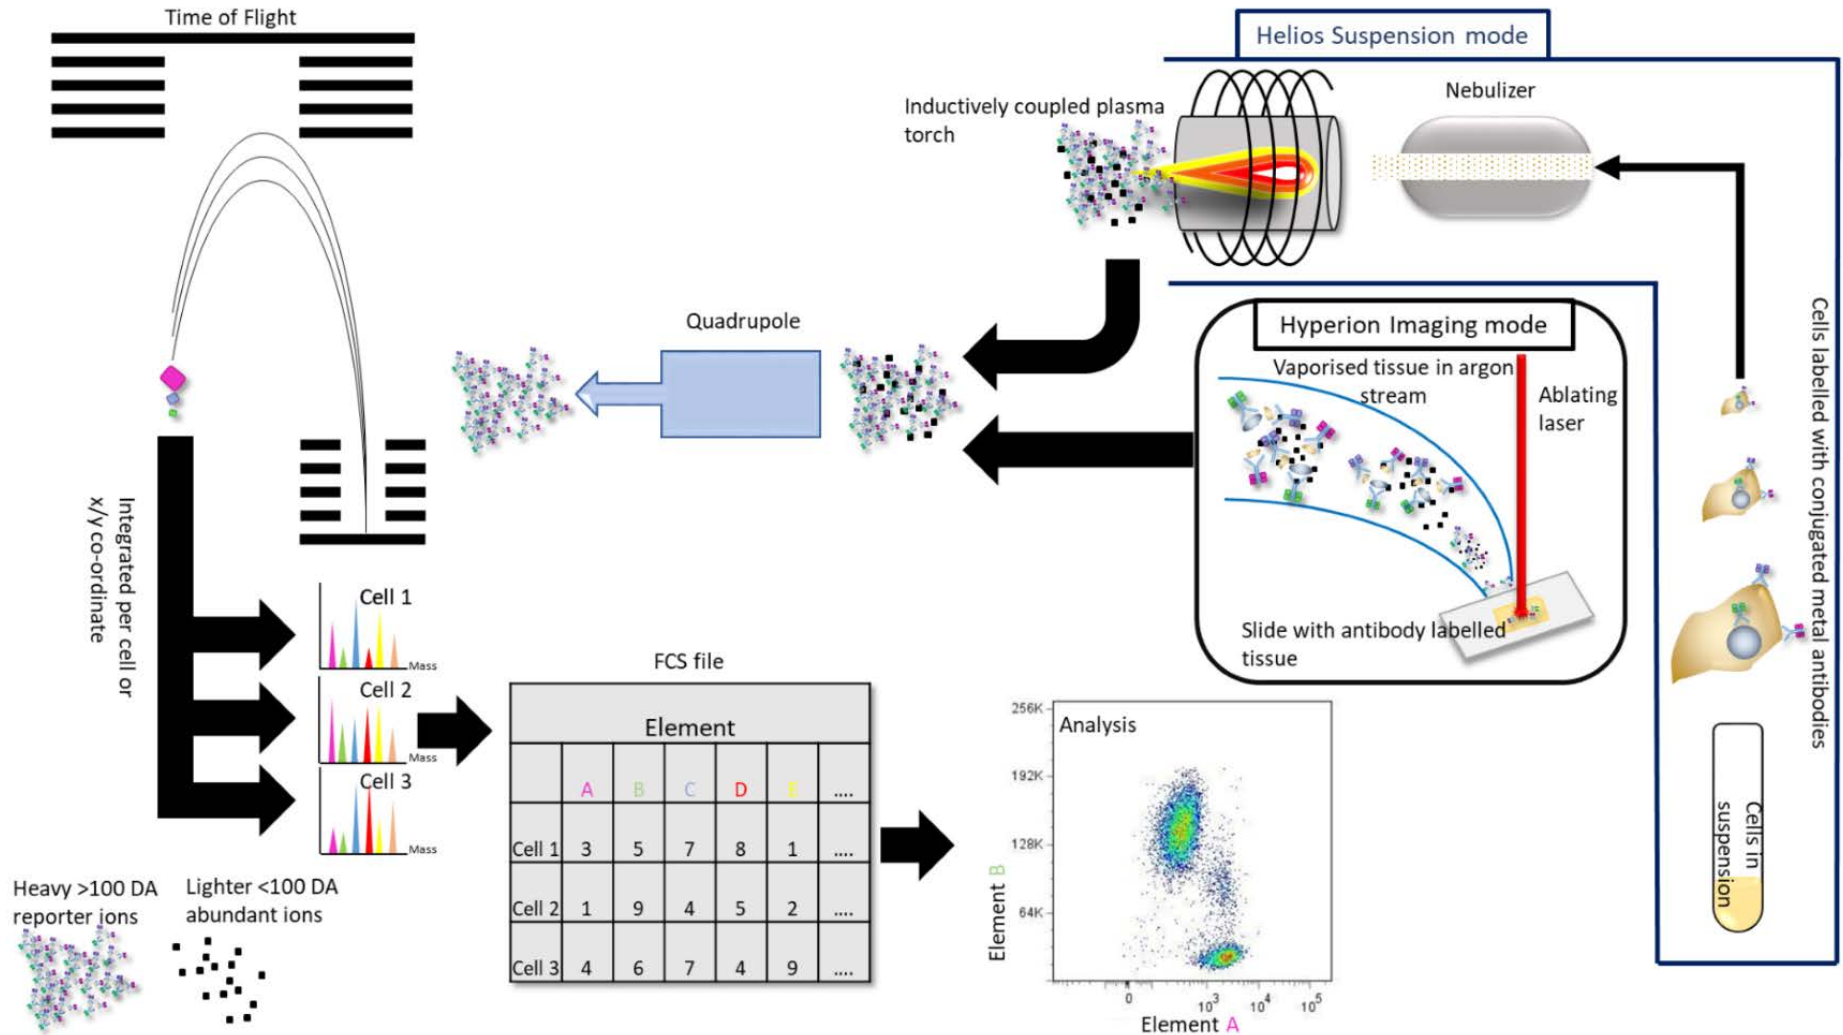 Time of Flight
Helios Suspension mode
Inductively coupled plasma
torch
Nebulizer
Quadrupole
Hyperion Imaging mode
Vaporised tissue in argon
stream
Ablating
laser
Slide with antibody labelled
tissue
Cells labelled with conjugated metal antibodies
Cells in
suspension
Integrated per cell or
x/y co-ordinate
Cell 1
Mass
Cell 2
Mass
Cell 3
Mass
Heavy >100 DA
reporter ions
Lighter <100 DA
abundant ions
FCS file
Element
A B C D E ....
Cell 1 3 5 7 8 1 ....
Cell 2 1 9 4 5 2 ....
Cell 3 4 6 7 4 9 ....
Analysis
256K
192K
128K
64K
Element B
0 10³ 10⁴ 10⁵
Element A